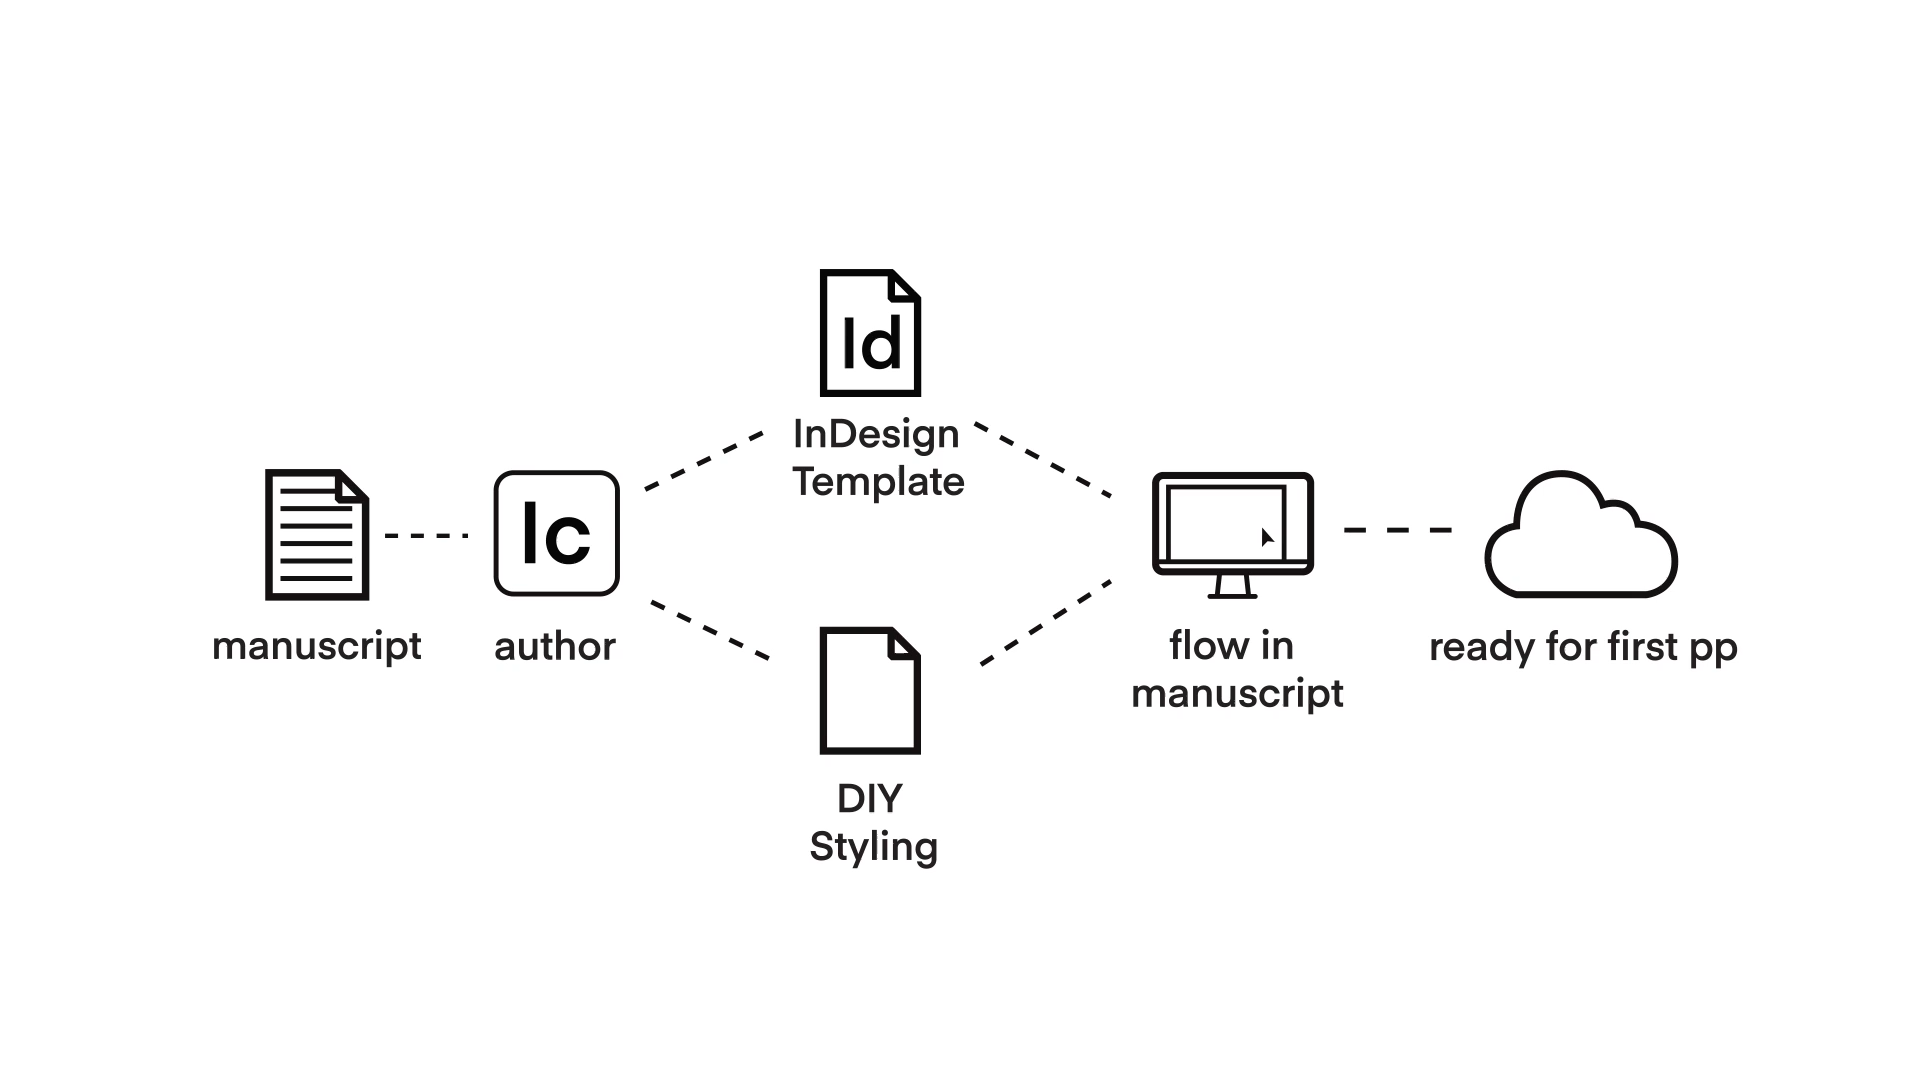 manuscript
Ic
author
Id
InDesign
Template
DIY
Styling
flow in
manuscript
ready for first pp